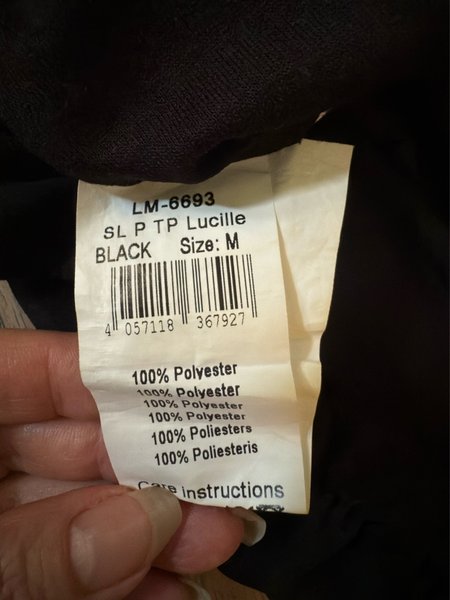 LM-6693
SL P TP Lucille
BLACK Size: M
4 057118 367927
100% Polyester
100% Polyester
100% Polyester
100% Polyester
100% Poliesters
100% Poliesteris
Care instructions